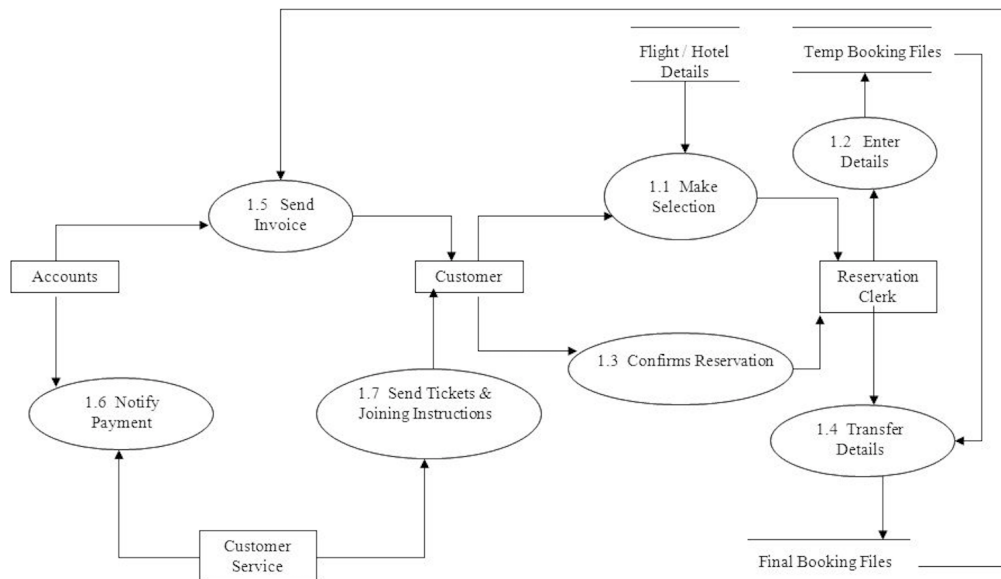 Flight / Hotel
Details
Temp Booking Files
1.2 Enter
Details
1.1 Make
Selection
1.5 Send
Invoice
Accounts
Customer
Reservation
Clerk
1.3 Confirms Reservation
1.6 Notify
Payment
1.7 Send Tickets &
Joining Instructions
1.4 Transfer
Details
Customer
Service
Final Booking Files